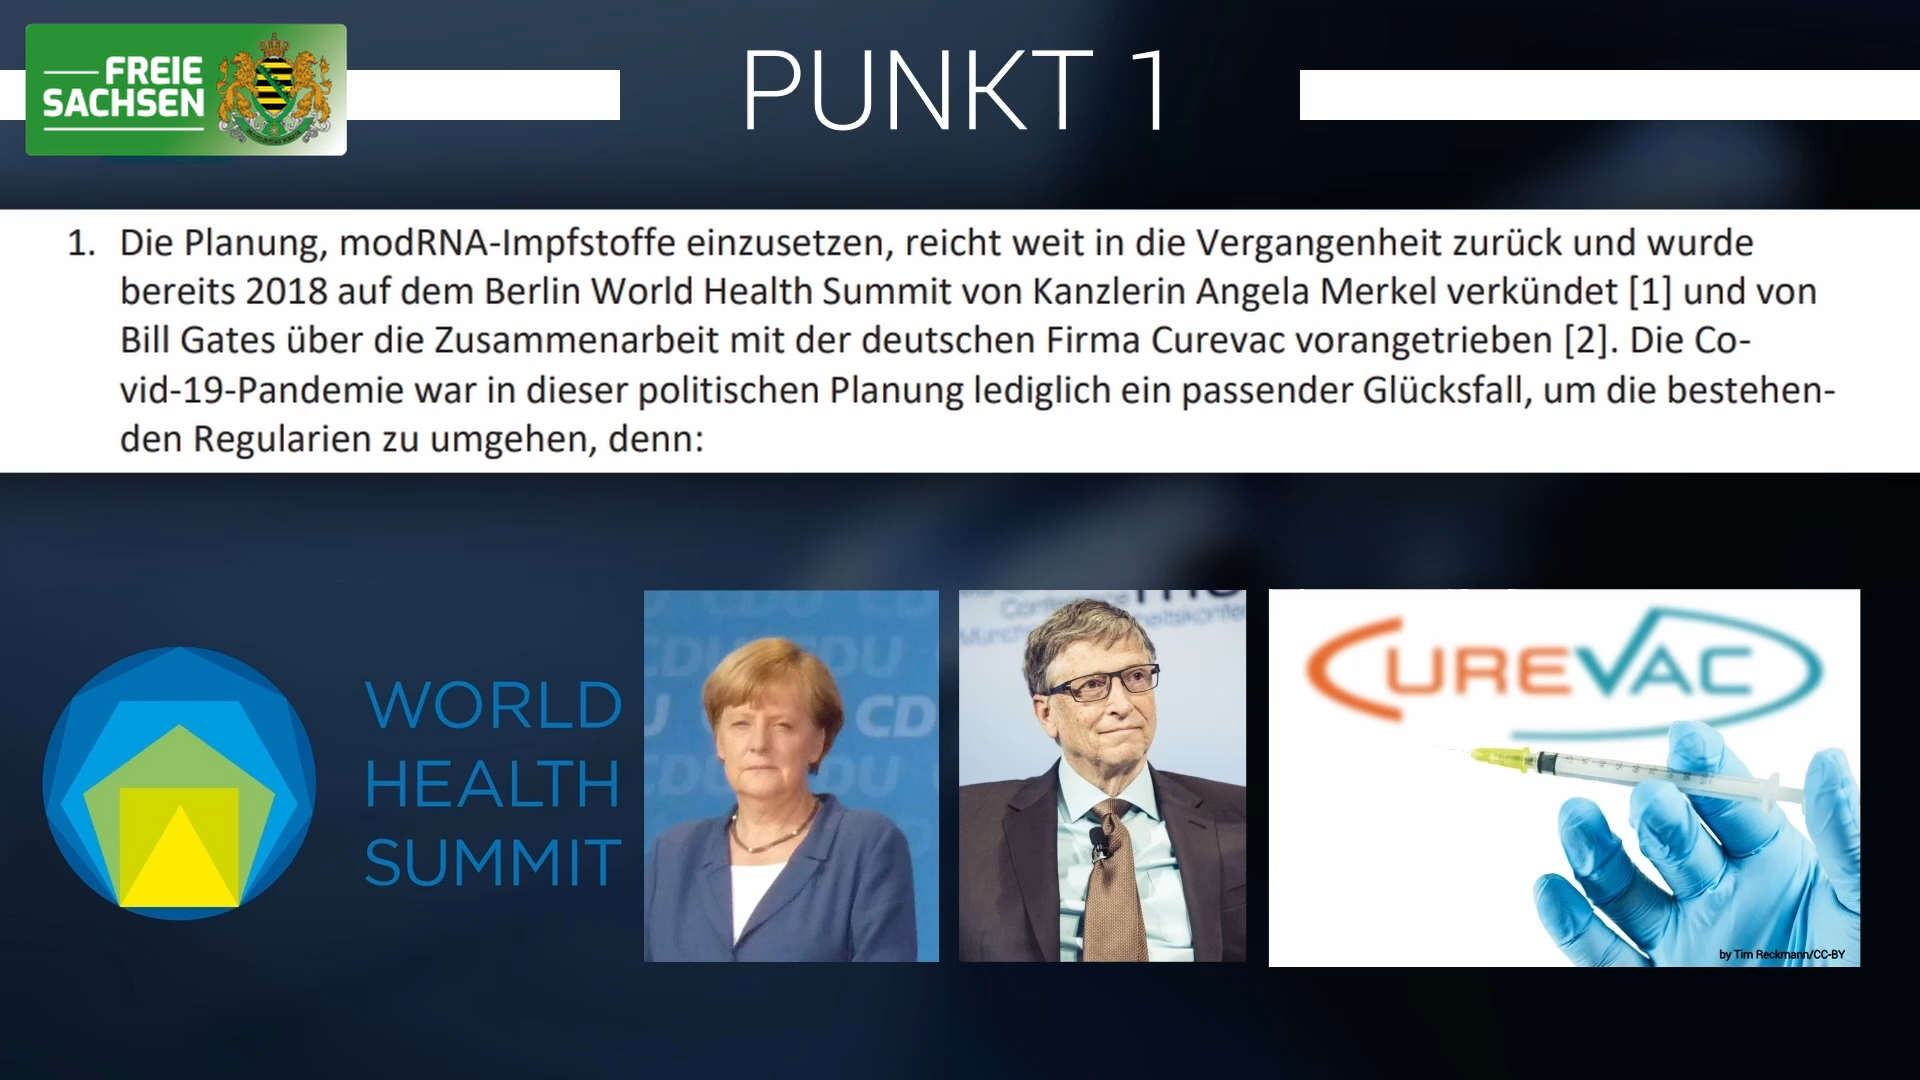 FREIE
SACHSEN
PUNKT 1
1. Die Planung, modRNA-Impfstoffe einzusetzen, reicht weit in die Vergangenheit zurück und wurde
bereits 2018 auf dem Berlin World Health Summit von Kanzlerin Angela Merkel verkündet [1] und von
Bill Gates über die Zusammenarbeit mit der deutschen Firma Curevac vorangetrieben [2]. Die Co-
vid-19-Pandemie war in dieser politischen Planung lediglich ein passender Glücksfall, um die bestehen-
den Regularien zu umgehen, denn:
WORLD
HEALTH
SUMMIT
CDU
CD
CUREVAC
by Tim Reckmann/CC-BY